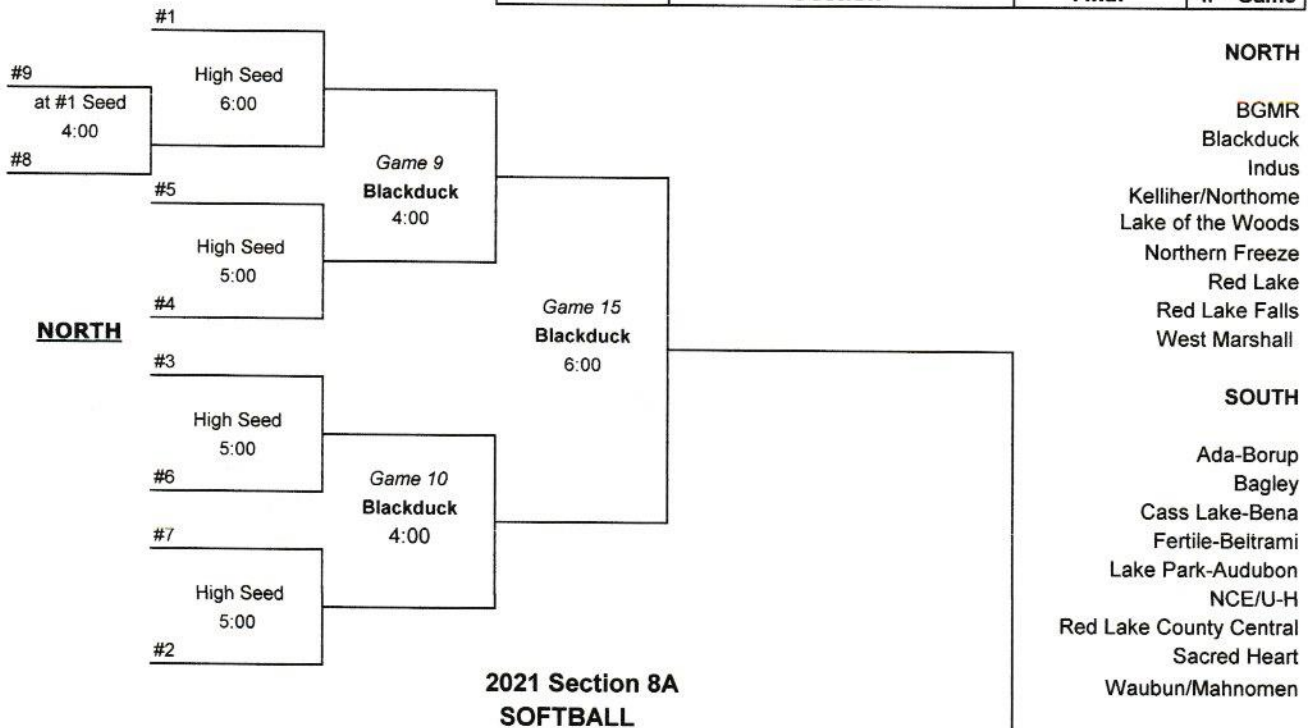 #1
High Seed
6:00
#9
at #1 Seed
4:00
#8
Game 9
Blackduck
4:00
#5
High Seed
5:00
#4
NORTH
Game 15
Blackduck
6:00
#3
High Seed
5:00
#6
Game 10
Blackduck
4:00
#7
High Seed
5:00
#2
2021 Section 8A
SOFTBALL
NORTH
BGMR
Blackduck
Indus
Kelliher/Northome
Lake of the Woods
Northern Freeze
Red Lake
Red Lake Falls
West Marshall
SOUTH
Ada-Borup
Bagley
Cass Lake-Bena
Fertile-Beltrami
Lake Park-Audubon
NCE/U-H
Red Lake County Central
Sacred Heart
Waubun/Mahnomen